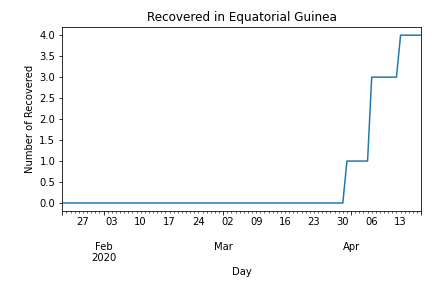 Recovered in Equatorial Guinea
Number of Recovered
4.0
3.5
3.0
2.5
2.0
1.5
1.0
0.5
0.0
27 03 10 17 24 02 09 16 23 30 06 13
Feb Mar Apr
2020
Day